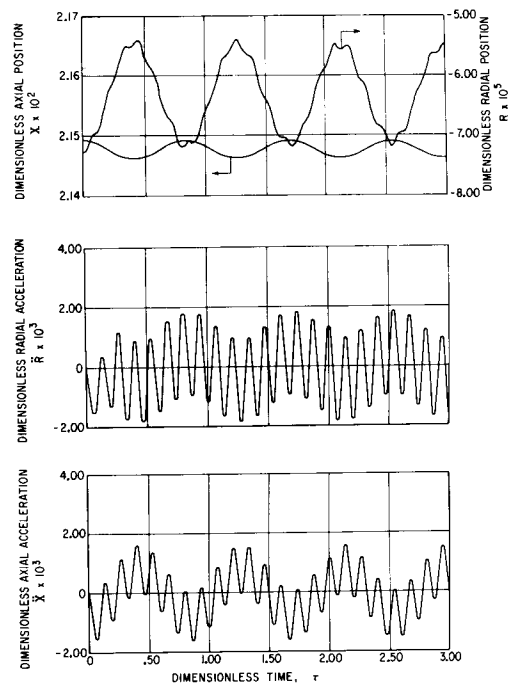 2.17
2.16
2.15
2.14
DIMENSIONLESS AXIAL POSITION
X x 10²
-5.00
-6.00
-7.00
-8.00
DIMENSIONLESS RADIAL POSITION
R x 10⁵
4.00
2.00
0
-2.00
DIMENSIONLESS RADIAL ACCELERATION
R̈ x 10³
4.00
2.00
0
-2.00
DIMENSIONLESS AXIAL ACCELERATION
Ẍ x 10³
0 .50 1.00 1.50 2.00 2.50 3.00
DIMENSIONLESS TIME, τ